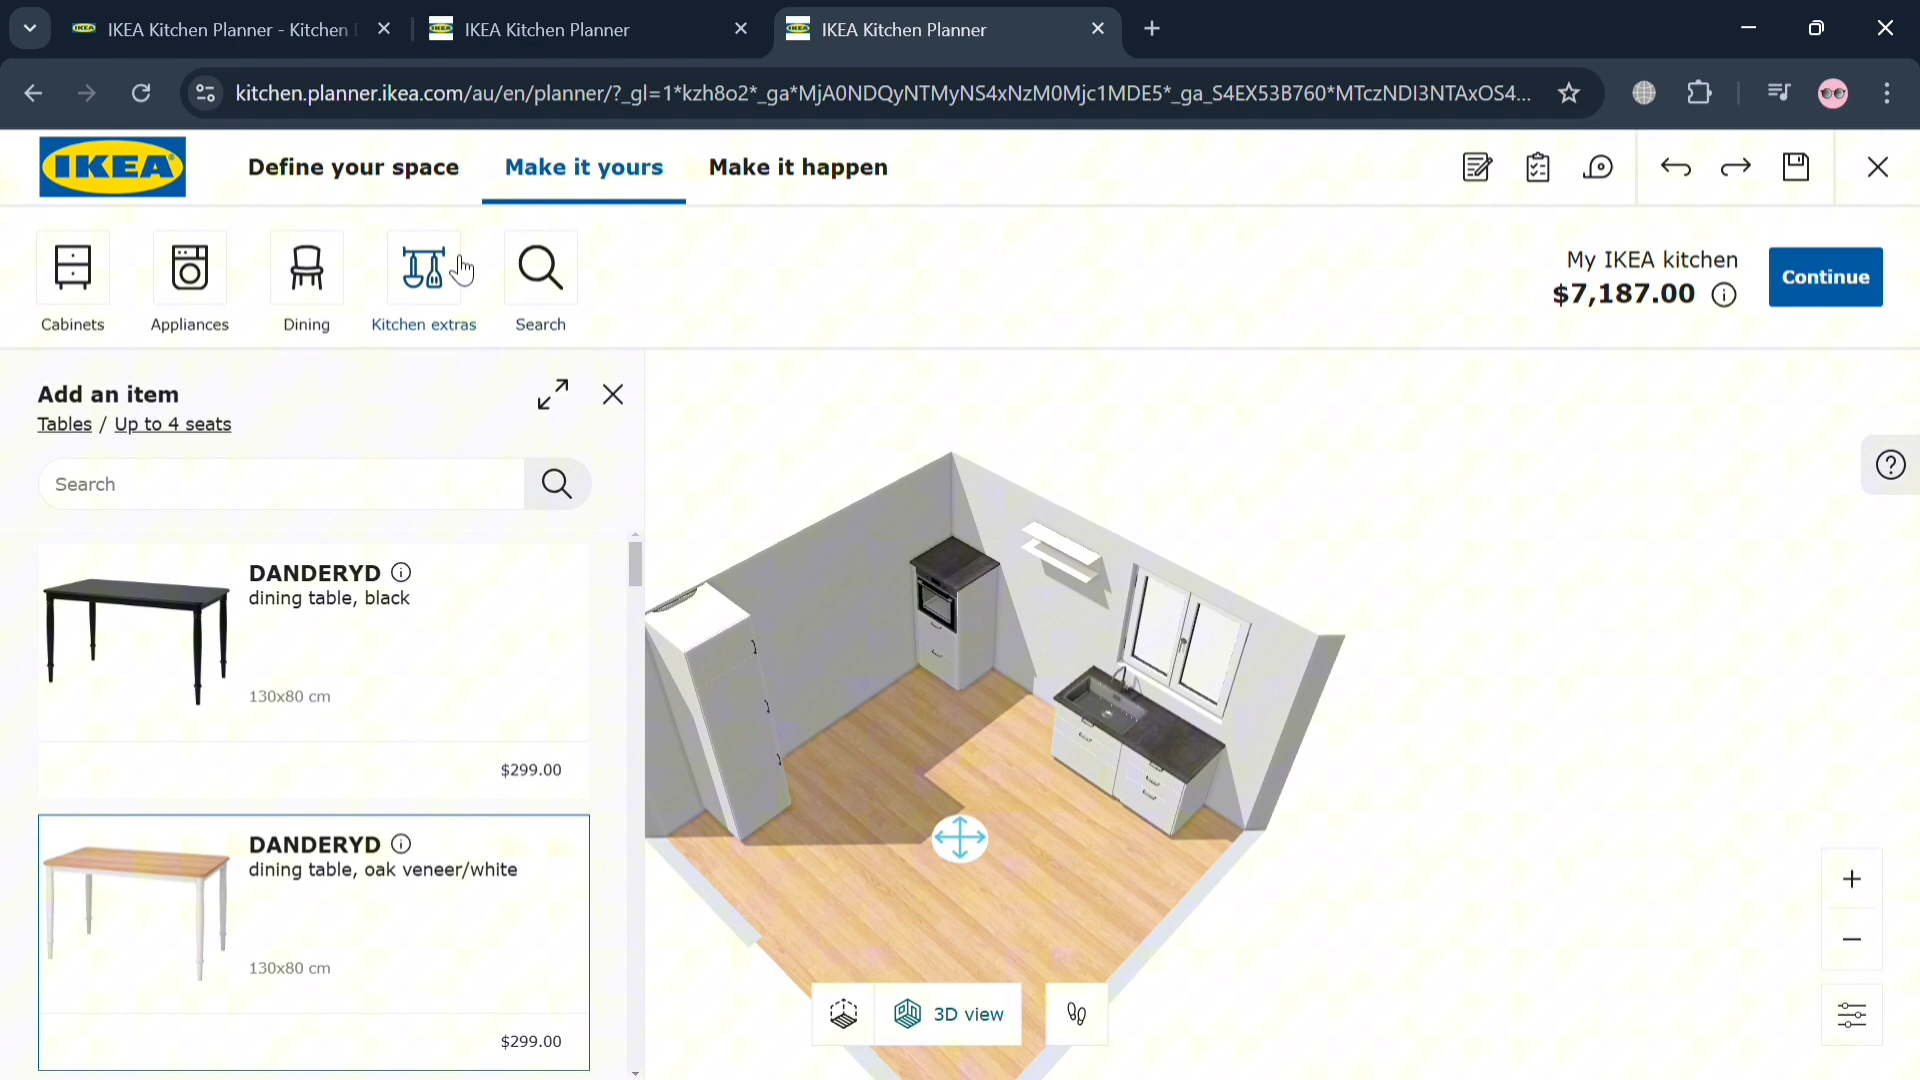 IKEA Kitchen Planner - Kitchen
IKEA Kitchen Planner
IKEA Kitchen Planner
kitchen.planner.ikea.com/au/en/planner/?_gl=1*kzh8o2*_ga*MjA0NDQyNTMyNS4xNzM0Mjc1MDE5*_ga_S4EX53B760*MTczNDI3NTAxOS4...
IKEA
Define your space
Make it yours
Make it happen
Cabinets
Appliances
Dining
Kitchen extras
Search
My IKEA kitchen
$7,187.00
Continue
Add an item
Tables / Up to 4 seats
Search
DANDERYD
dining table, black
130x80 cm
$299.00
DANDERYD
dining table, oak veneer/white
130x80 cm
$299.00
3D view